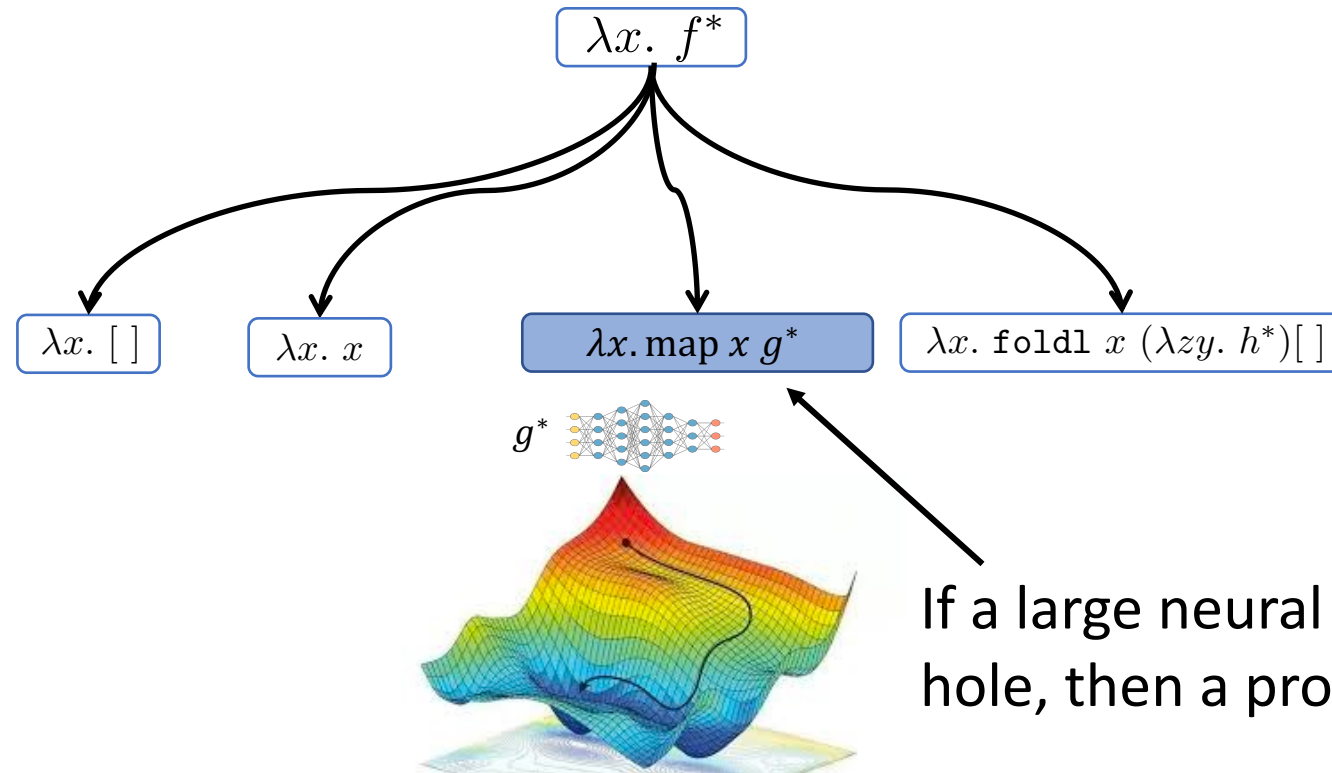 λx. f*
λx. [ ]
λx. x
λx. map x g*
λx. foldl x (λzy. h*)[ ]
g*
If a large neural
hole, then a pro